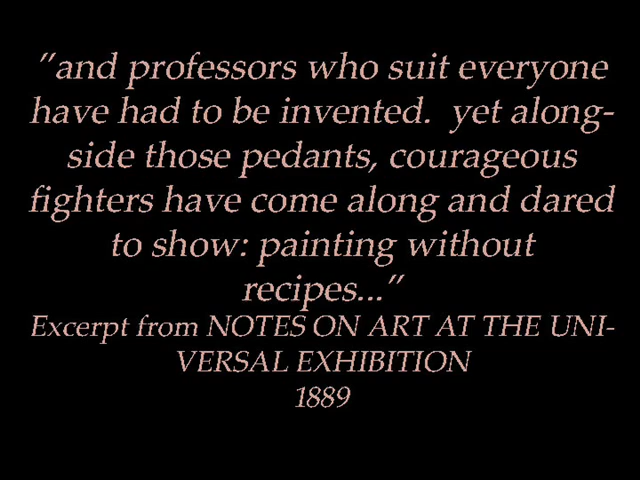 "and professors who suit everyone
have had to be invented.  yet along-
side those pedants, courageous
fighters have come along and dared
to show: painting without
recipes..."
Excerpt from NOTES ON ART AT THE UNI-
VERSAL EXHIBITION
1889